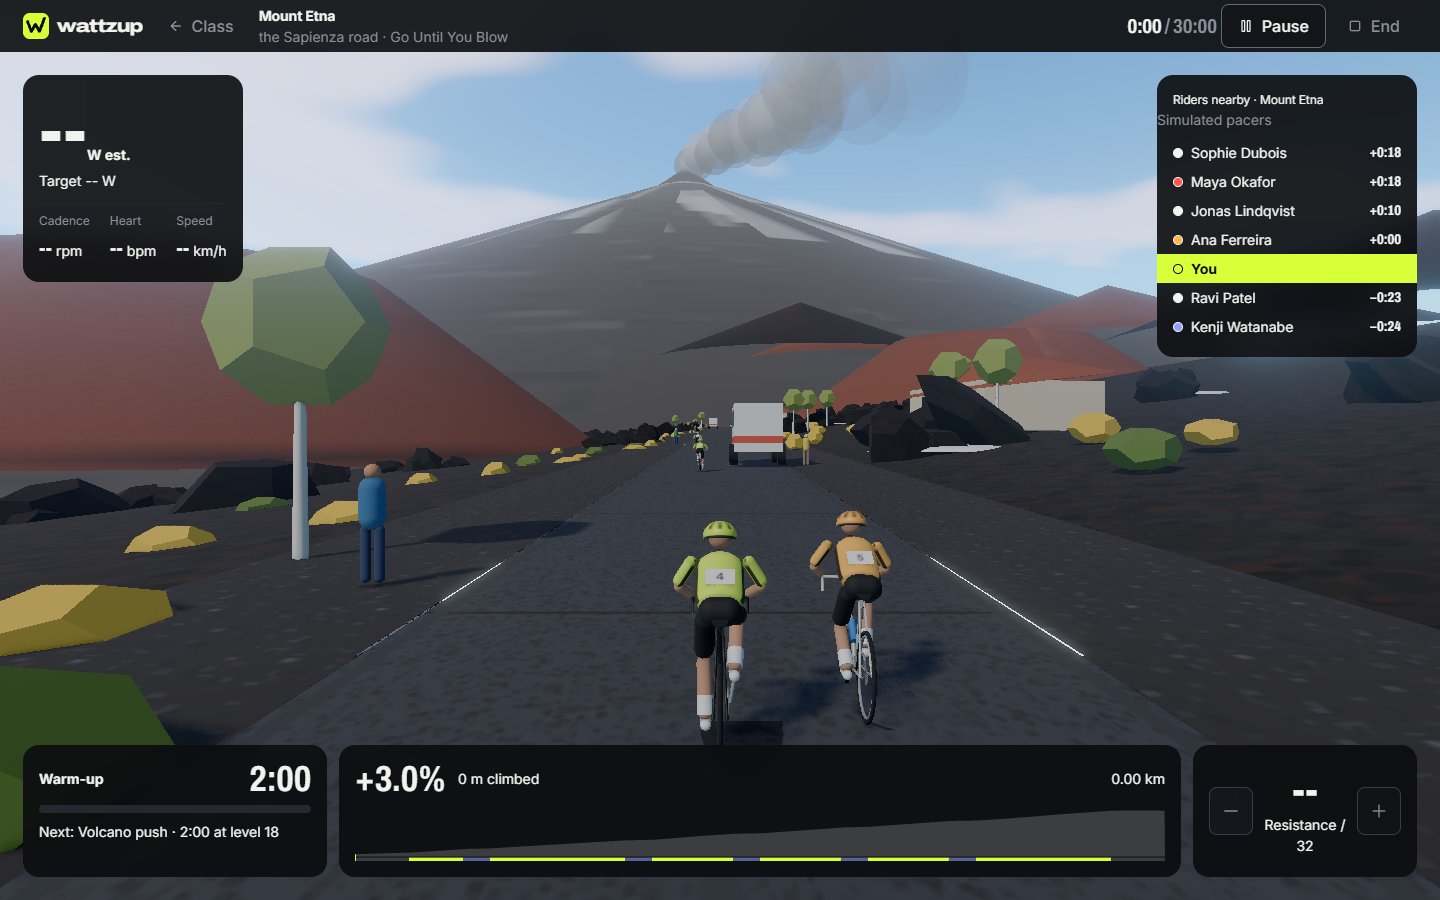 wattzup
← Class
Mount Etna
the Sapienza road · Go Until You Blow
0:00 / 30:00
Pause
End
--
W est.
Target -- W
Cadence Heart Speed
-- rpm -- bpm -- km/h
Riders nearby · Mount Etna
Simulated pacers
Sophie Dubois +0:18
Maya Okafor +0:18
Jonas Lindqvist +0:10
Ana Ferreira +0:00
You
Ravi Patel −0:23
Kenji Watanabe −0:24
4
5
Warm-up 2:00
Next: Volcano push · 2:00 at level 18
+3.0% 0 m climbed 0.00 km
−
--
+
Resistance /
32